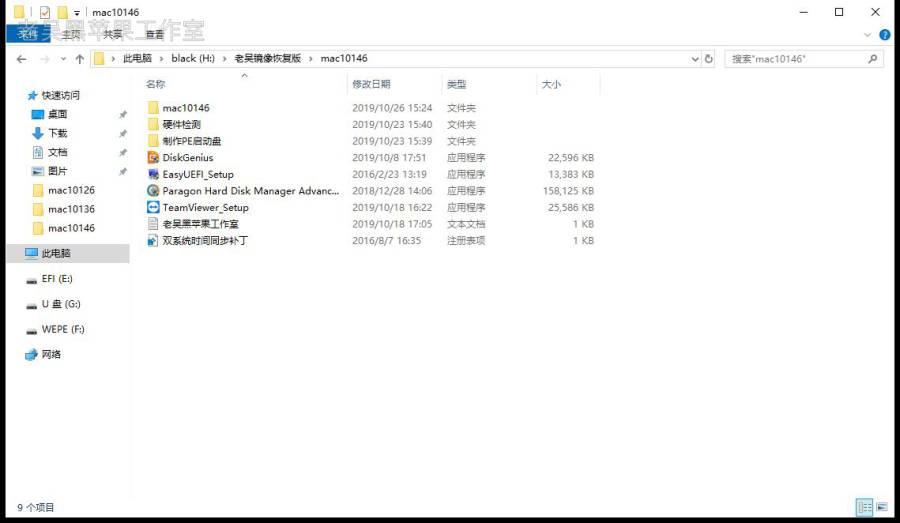 mac10146
老吴黑苹果工作室
文件 主页 共享 查看
此电脑 black (H:) 老吴镜像恢复版 mac10146 搜索"mac10146"
名称 修改日期 类型 大小
快速访问
桌面
下载
文档
图片
mac10126
mac10136
mac10146
此电脑
EFI (E:)
U 盘 (G:)
WEPE (F:)
网络
mac10146 2019/10/26 15:24 文件夹
硬件检测 2019/10/23 15:40 文件夹
制作PE启动盘 2019/10/23 15:39 文件夹
DiskGenius 2019/10/8 17:51 应用程序 22,596 KB
EasyUEFI_Setup 2016/2/23 13:19 应用程序 13,383 KB
Paragon Hard Disk Manager Advanc... 2018/12/28 14:06 应用程序 158,125 KB
TeamViewer_Setup 2019/10/18 16:22 应用程序 25,586 KB
老吴黑苹果工作室 2019/10/18 17:05 文本文档 1 KB
双系统时间同步补丁 2016/8/7 16:35 注册表项 1 KB
9 个项目